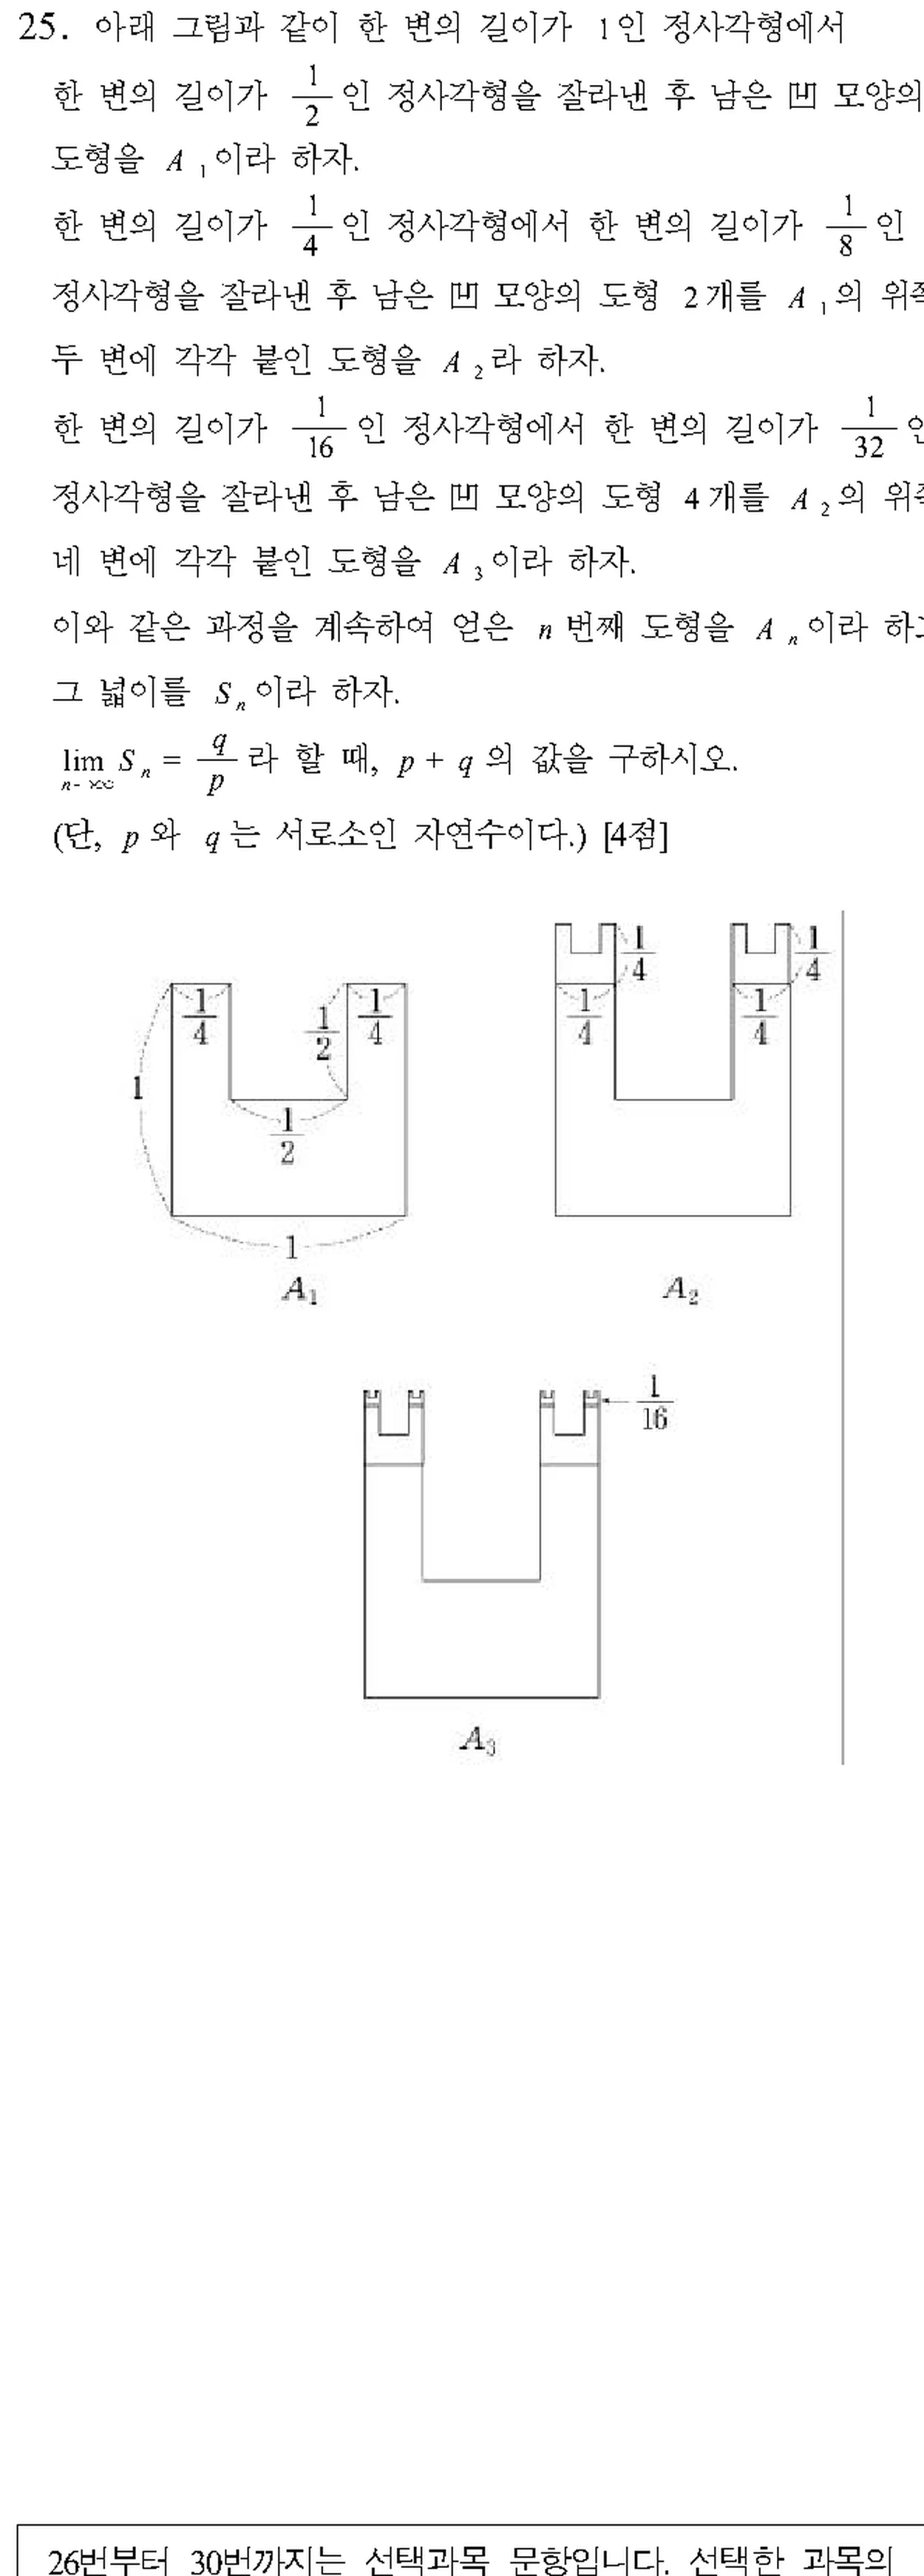 25. 아래 그림과 같이 한 변의 길이가 1인 정사각형에서
한 변의 길이가 1/2인 정사각형을 잘라낸 후 남은 凹 모양의
도형을 A₁이라 하자.
한 변의 길이가 1/4인 정사각형에서 한 변의 길이가 1/8인
정사각형을 잘라낸 후 남은 凹 모양의 도형 2개를 A₁의
두 변에 각각 붙인 도형을 A₂라 하자.
한 변의 길이가 1/16인 정사각형에서 한 변의 길이가 1/32
정사각형을 잘라낸 후 남은 凹 모양의 도형 4개를 A₂의
네 변에 각각 붙인 도형을 A₃이라 하자.
이와 같은 과정을 계속하여 얻은 n번째 도형을 Aₙ이라
그 넓이를 Sₙ이라 하자.
lim n→∞ Sₙ = q/p라 할 때, p+q의 값을 구하시오.
(단, p와 q는 서로소인 자연수이다.) [4점]
1/4 1/4
1/4 1/2 1/4 1/4 1/4
1
1/2
1
A₁ A₂
1/16
A₃
26번부터 30번까지는 선택과목 문항입니다. 선택한 과목의